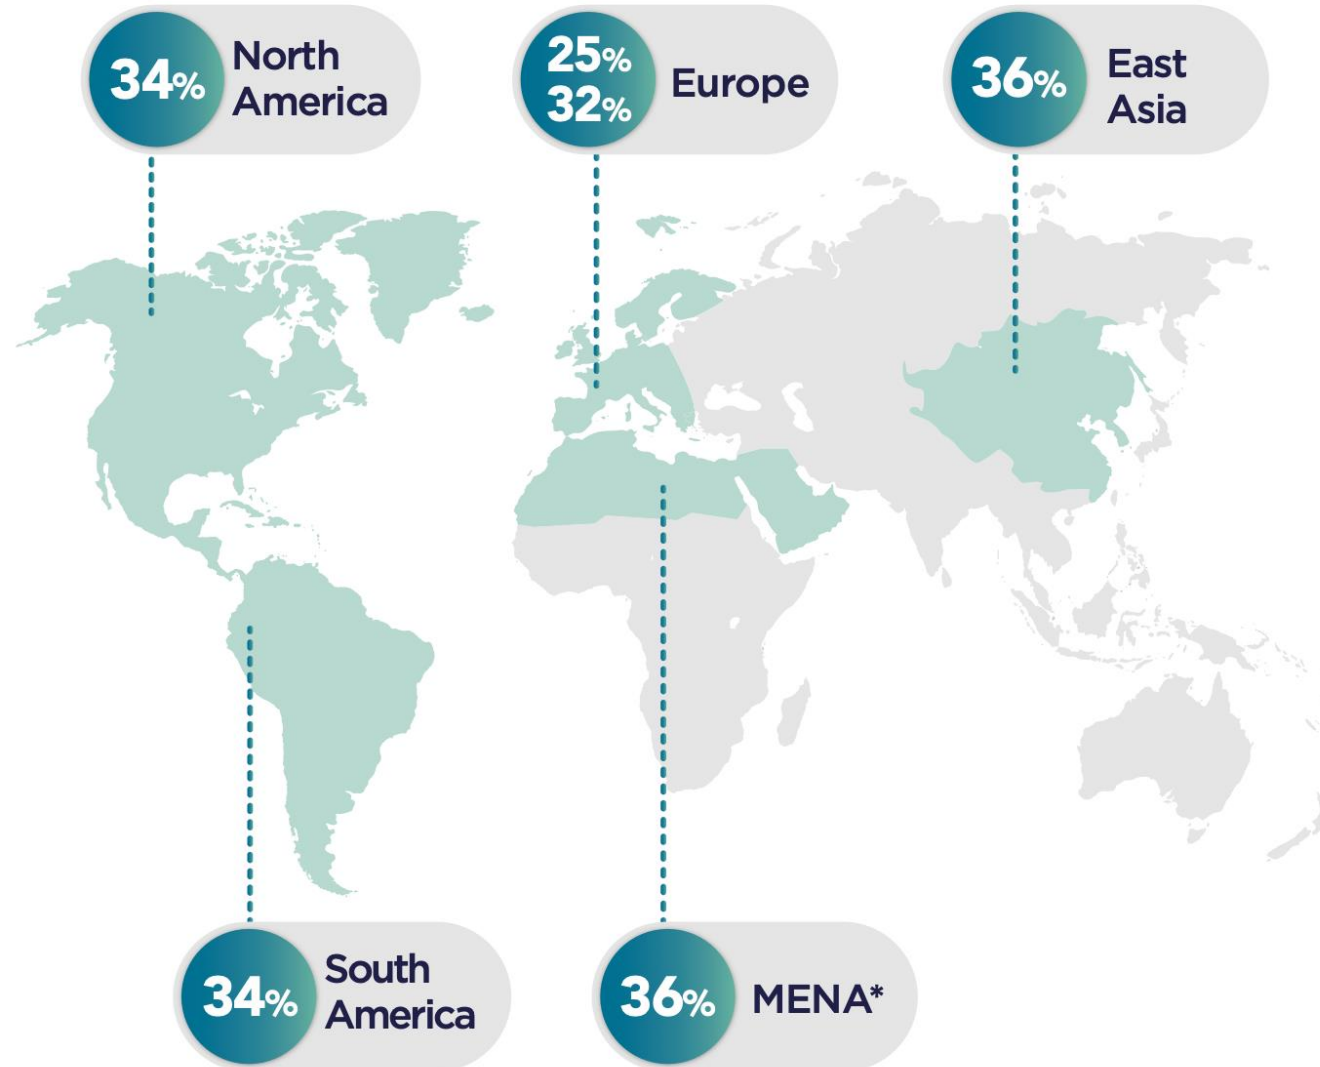 34%
North
America
25%
32%
Europe
36%
East
Asia
34%
South
America
36%
MENA*